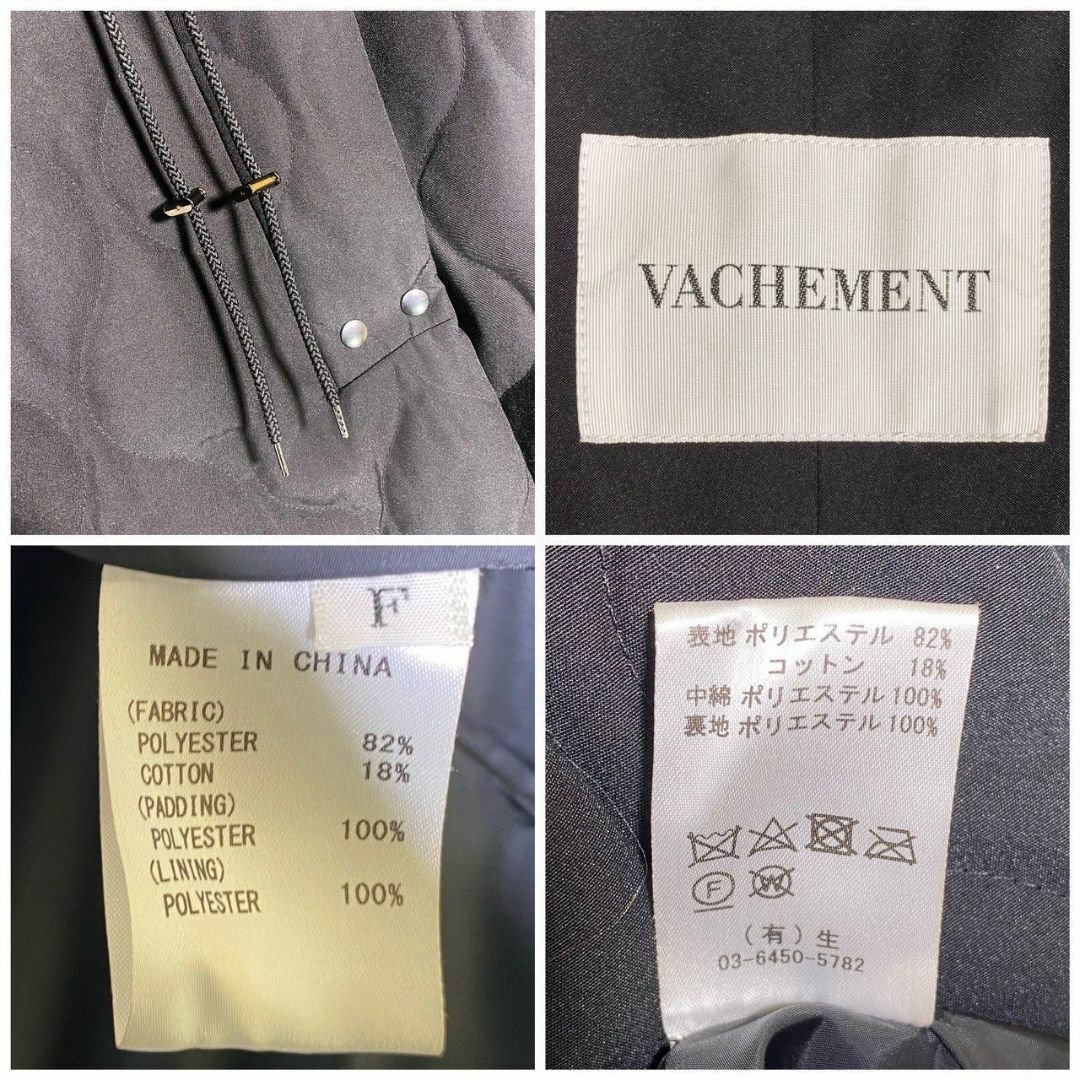 VACHEMENT
F
MADE IN CHINA
(FABRIC)
POLYESTER 82%
COTTON 18%
(PADDING)
POLYESTER 100%
(LINING)
POLYESTER 100%
表地 ポリエステル 82%
コットン 18%
中綿 ポリエステル 100%
裏地 ポリエステル 100%
F W
(有)生
03-6450-5782